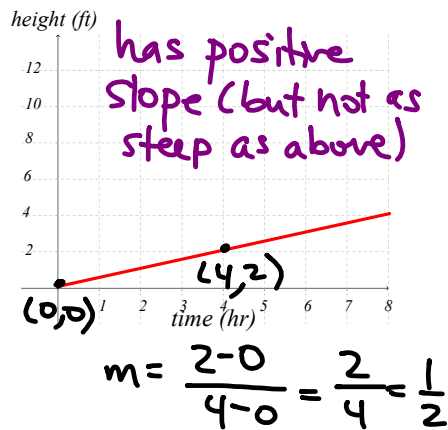 height (ft)
has positive
slope (but not as
steep as above)
12
10
8
6
4
2
(4,2)
(0,0)
1 2 3 4 5 6 7 8
time (hr)
m = 2-0 / 4-0 = 2/4 = 1/2